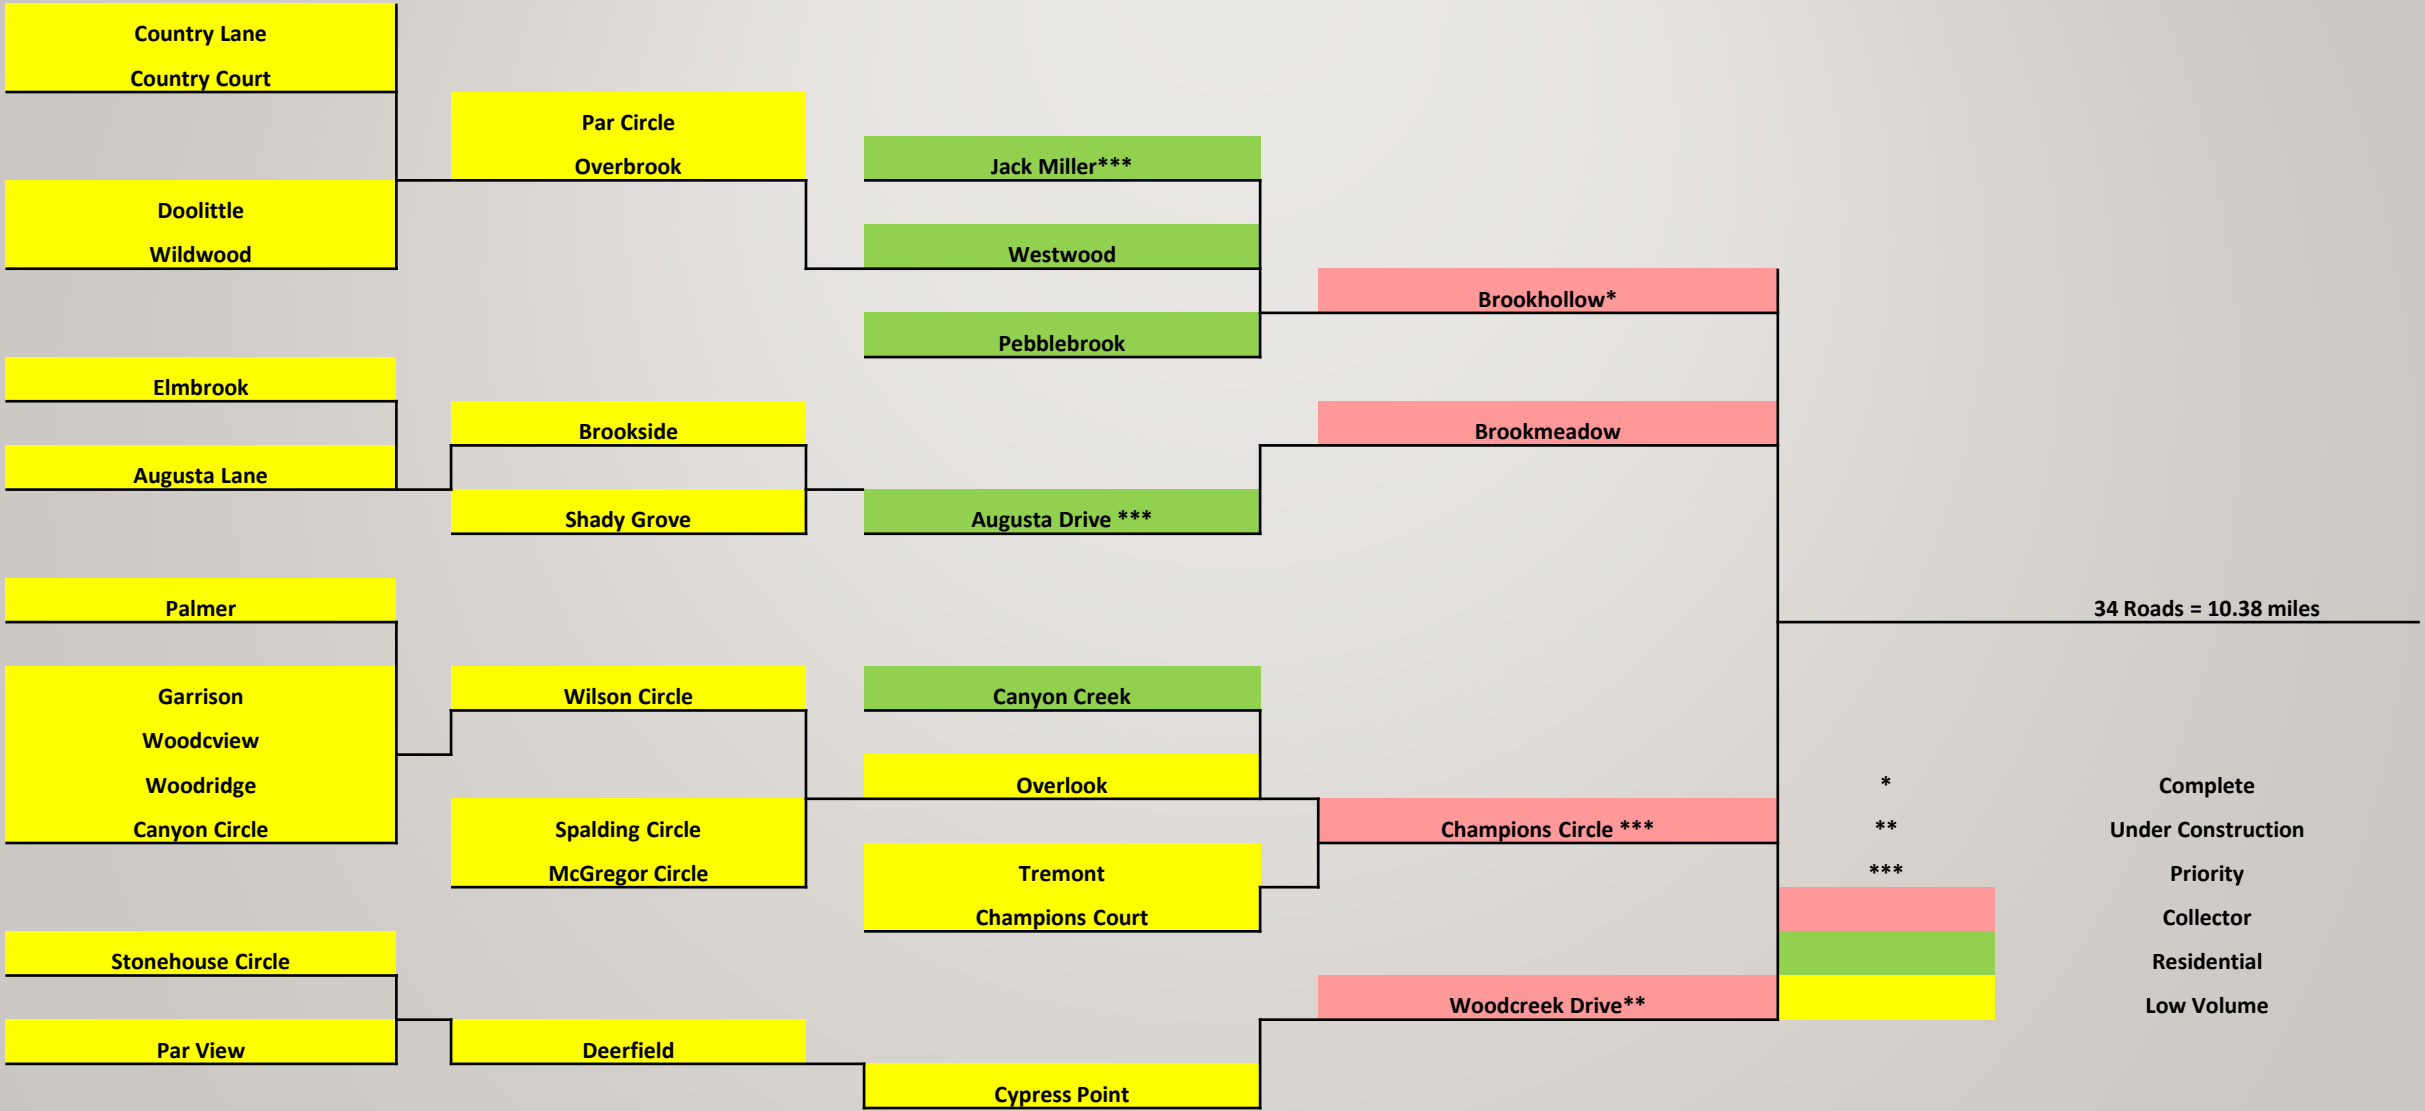 Country Lane
Country Court
Doolittle
Wildwood
Elmbrook
Augusta Lane
Palmer
Garrison
Woodcview
Woodridge
Canyon Circle
Stonehouse Circle
Par View
Par Circle
Overbrook
Brookside
Shady Grove
Wilson Circle
Spalding Circle
McGregor Circle
Deerfield
Jack Miller***
Westwood
Pebblebrook
Augusta Drive ***
Canyon Creek
Overlook
Tremont
Champions Court
Cypress Point
Brookhollow*
Brookmeadow
Champions Circle ***
Woodcreek Drive**
34 Roads = 10.38 miles
* Complete
** Under Construction
*** Priority
Collector
Residential
Low Volume